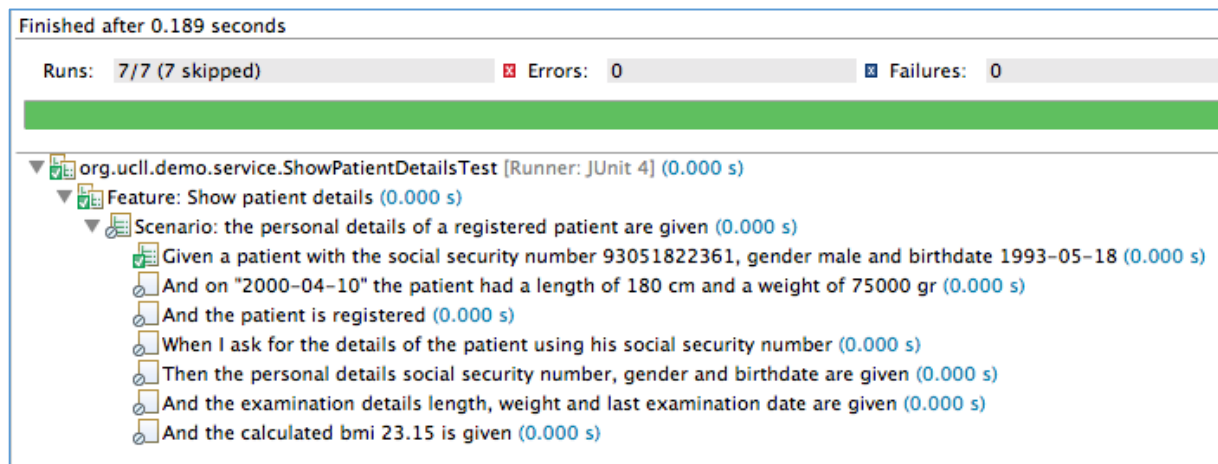 Finished after 0.189 seconds
Runs: 7/7 (7 skipped) Errors: 0 Failures: 0
org.ucll.demo.service.ShowPatientDetailsTest [Runner: JUnit 4] (0.000 s)
Feature: Show patient details (0.000 s)
Scenario: the personal details of a registered patient are given (0.000 s)
Given a patient with the social security number 93051822361, gender male and birthdate 1993-05-18 (0.000 s)
And on "2000-04-10" the patient had a length of 180 cm and a weight of 75000 gr (0.000 s)
And the patient is registered (0.000 s)
When I ask for the details of the patient using his social security number (0.000 s)
Then the personal details social security number, gender and birthdate are given (0.000 s)
And the examination details length, weight and last examination date are given (0.000 s)
And the calculated bmi 23.15 is given (0.000 s)